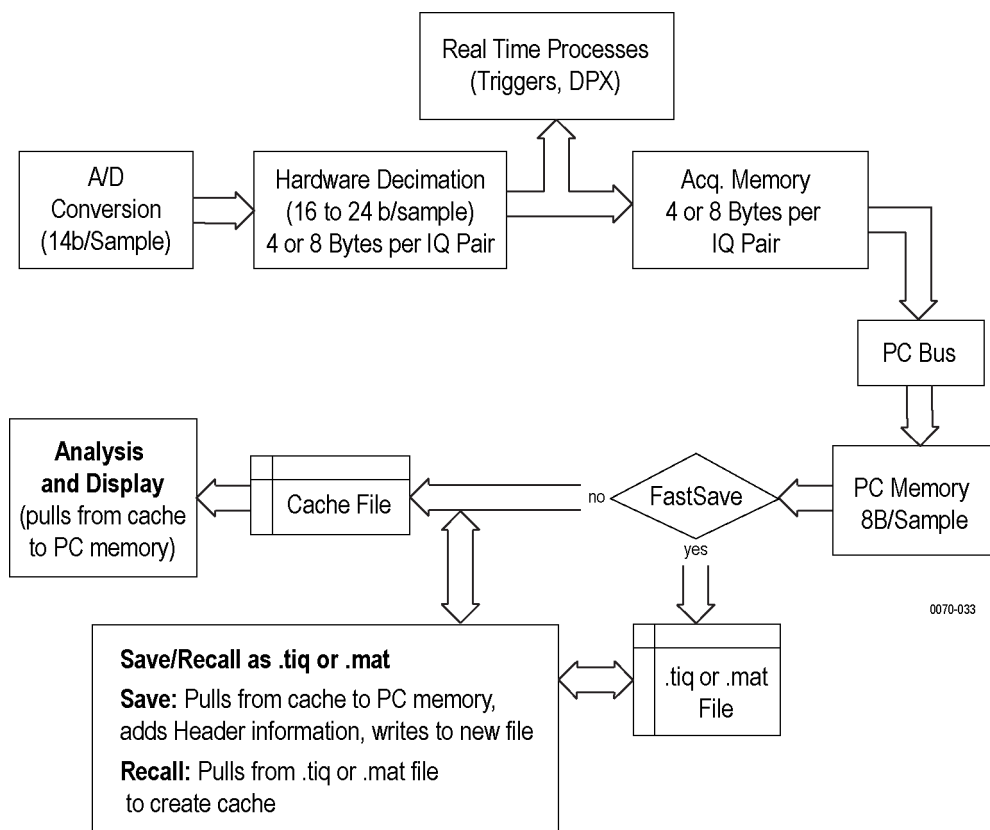 Real Time Processes
(Triggers, DPX)
A/D
Conversion
(14b/Sample)
Hardware Decimation
(16 to 24 b/sample)
4 or 8 Bytes per IQ Pair
Acq. Memory
4 or 8 Bytes per
IQ Pair
PC Bus
Analysis
and Display
(pulls from cache
to PC memory)
Cache File
no
FastSave
yes
PC Memory
8B/Sample
0070-033
Save/Recall as .tiq or .mat
Save: Pulls from cache to PC memory,
adds Header information, writes to new file
Recall: Pulls from .tiq or .mat file
to create cache
.tiq or .mat
File